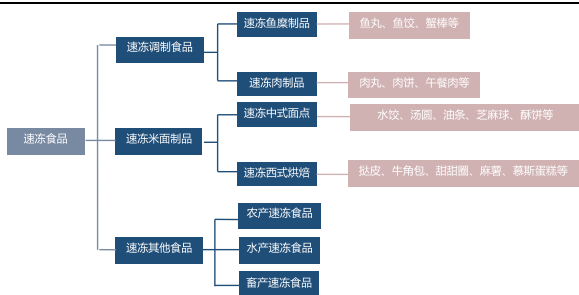 速冻食品
速冻调制食品
速冻鱼糜制品
鱼丸、鱼饺、蟹棒等
速冻肉制品
肉丸、肉饼、午餐肉等
速冻米面制品
速冻中式面点
水饺、汤圆、油条、芝麻球、酥饼等
速冻西式烘焙
挞皮、牛角包、甜甜圈、麻薯、慕斯蛋糕等
速冻其他食品
农产速冻食品
水产速冻食品
畜产速冻食品